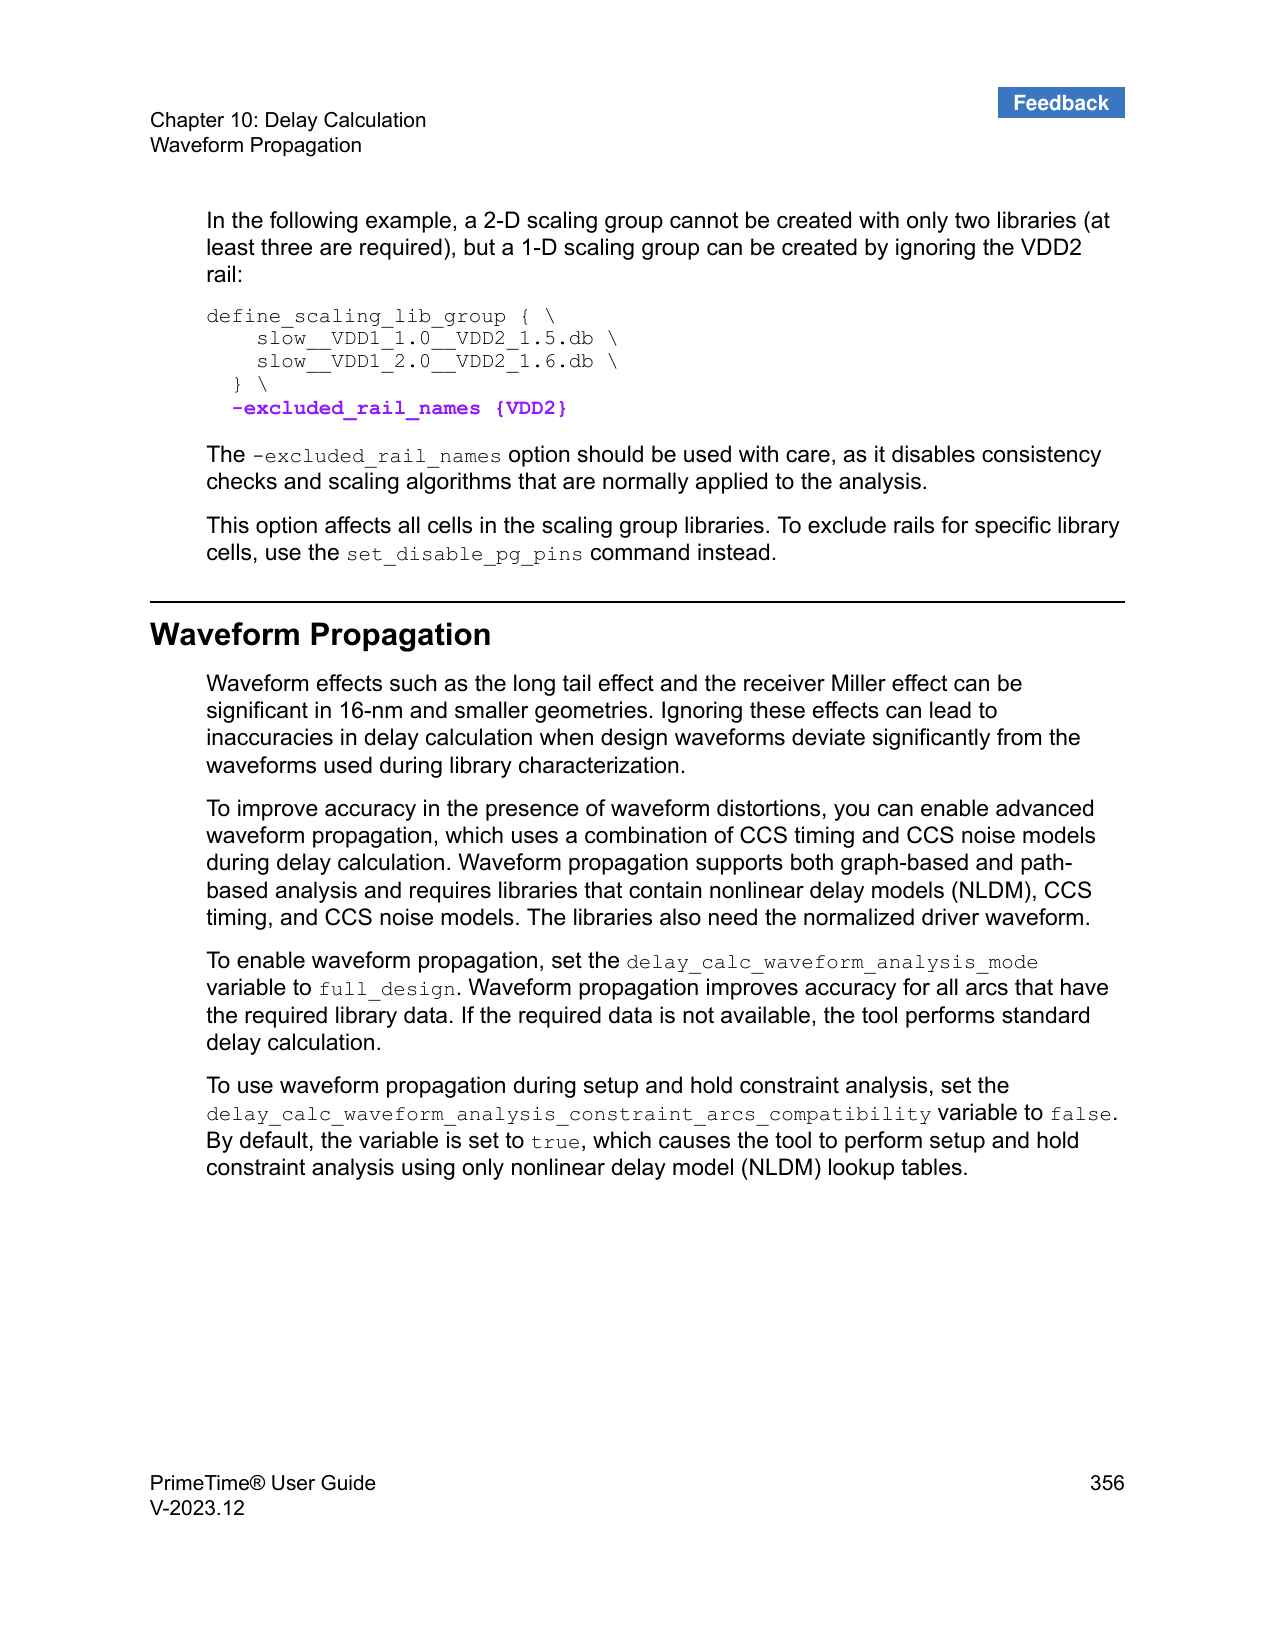 Feedback
Chapter 10: Delay Calculation
Waveform Propagation
In the following example, a 2-D scaling group cannot be created with only two libraries (at
least three are required), but a 1-D scaling group can be created by ignoring the VDD2
rail:
define_scaling_lib_group { \
    slow__VDD1_1.0__VDD2_1.5.db \
    slow__VDD1_2.0__VDD2_1.6.db \
  } \
  -excluded_rail_names {VDD2}
The -excluded_rail_names option should be used with care, as it disables consistency
checks and scaling algorithms that are normally applied to the analysis.
This option affects all cells in the scaling group libraries. To exclude rails for specific library
cells, use the set_disable_pg_pins command instead.
Waveform Propagation
Waveform effects such as the long tail effect and the receiver Miller effect can be
significant in 16-nm and smaller geometries. Ignoring these effects can lead to
inaccuracies in delay calculation when design waveforms deviate significantly from the
waveforms used during library characterization.
To improve accuracy in the presence of waveform distortions, you can enable advanced
waveform propagation, which uses a combination of CCS timing and CCS noise models
during delay calculation. Waveform propagation supports both graph-based and path-
based analysis and requires libraries that contain nonlinear delay models (NLDM), CCS
timing, and CCS noise models. The libraries also need the normalized driver waveform.
To enable waveform propagation, set the delay_calc_waveform_analysis_mode
variable to full_design. Waveform propagation improves accuracy for all arcs that have
the required library data. If the required data is not available, the tool performs standard
delay calculation.
To use waveform propagation during setup and hold constraint analysis, set the
delay_calc_waveform_analysis_constraint_arcs_compatibility variable to false.
By default, the variable is set to true, which causes the tool to perform setup and hold
constraint analysis using only nonlinear delay model (NLDM) lookup tables.
PrimeTime® User Guide
356
V-2023.12